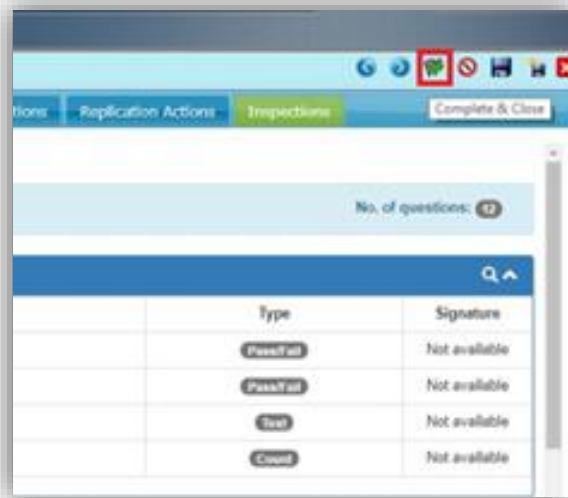 tions Replication Actions Inspections Complete & Close
No. of questions: 12
Type Signature
Pass/Fail Not available
Pass/Fail Not available
Text Not available
Count Not available